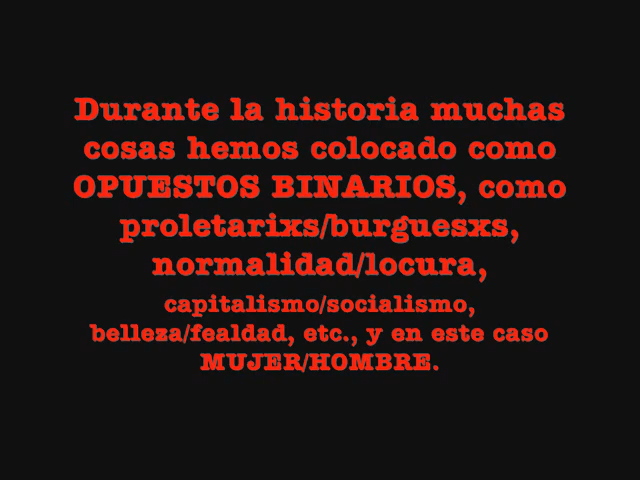 Durante la historia muchas
cosas hemos colocado como
OPUESTOS BINARIOS, como
proletarixs/burguesxs,
normalidad/locura,
capitalismo/socialismo,
belleza/fealdad, etc., y en este caso
MUJER/HOMBRE.